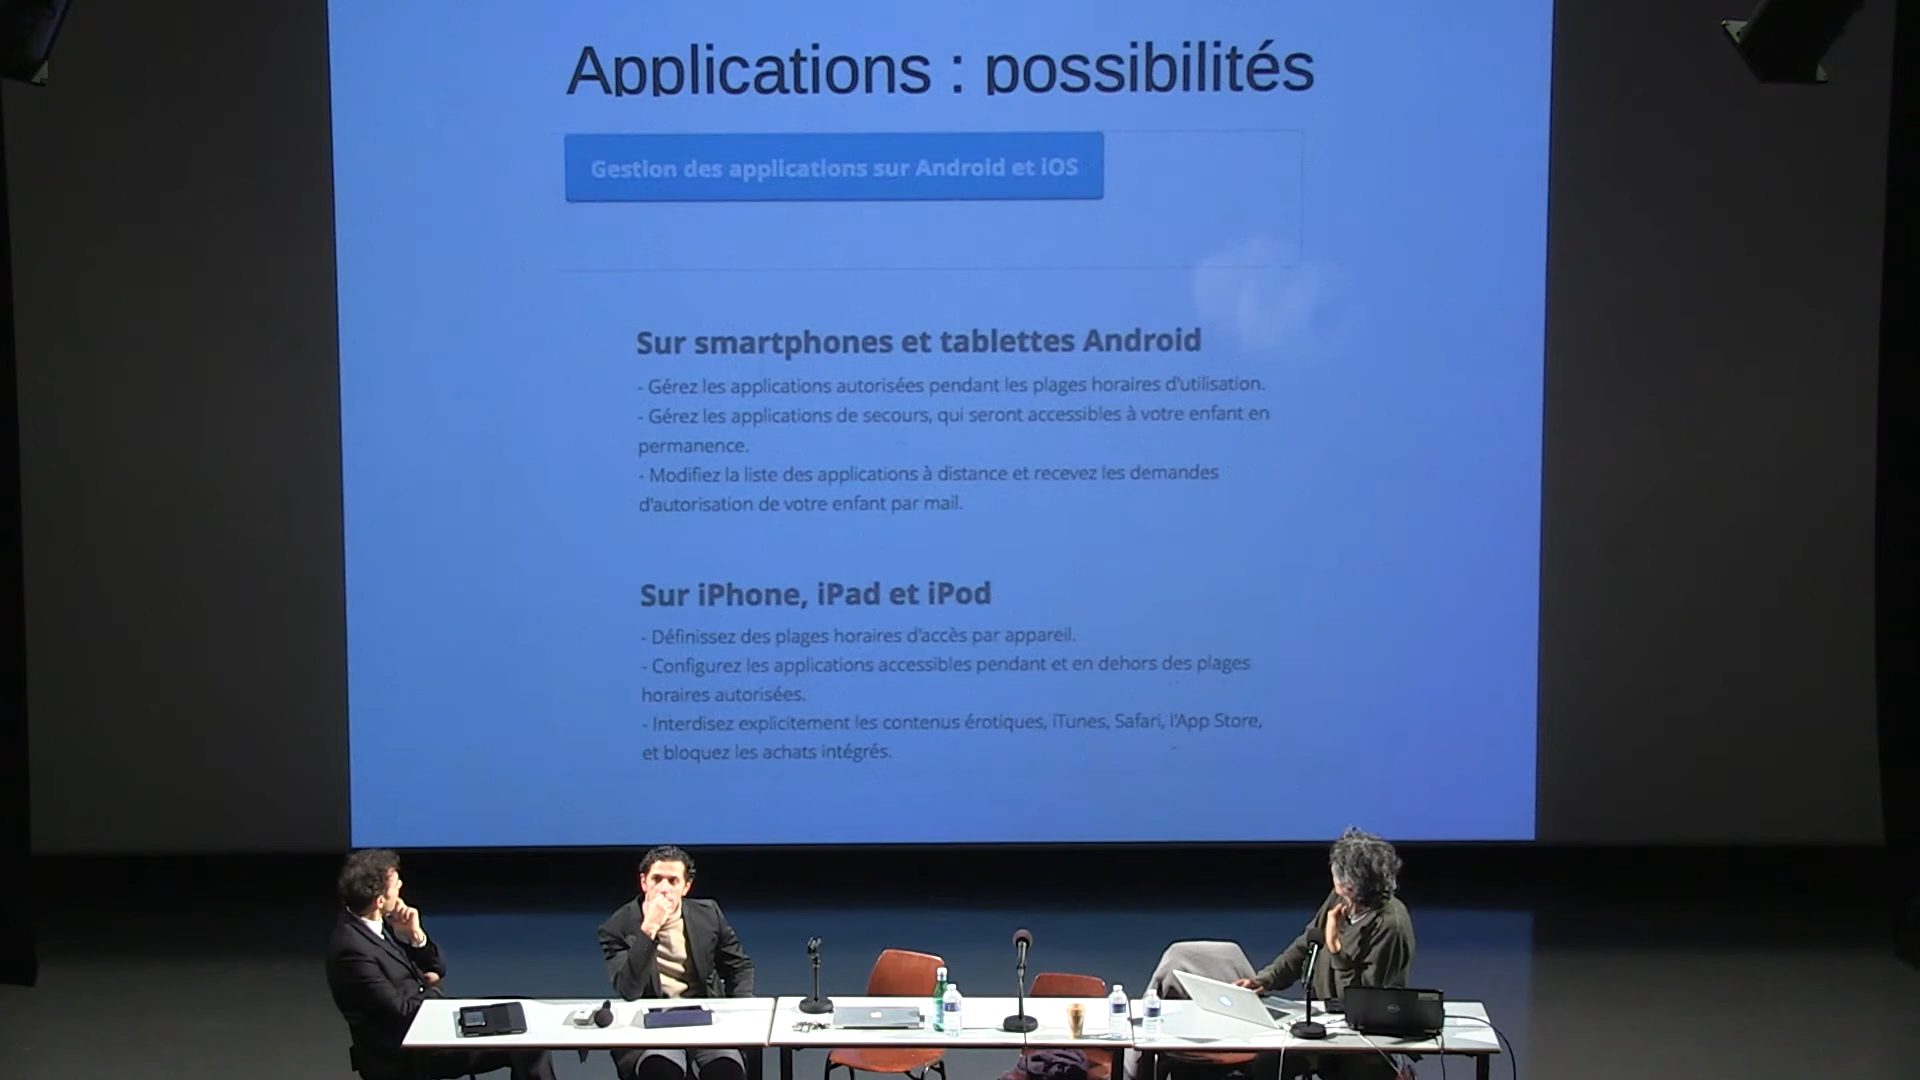 Applications : possibilités
Gestion des applications sur Android et iOS
Sur smartphones et tablettes Android
- Gérez les applications autorisées pendant les plages horaires d'utilisation.
- Gérez les applications de secours, qui seront accessibles à votre enfant en
permanence.
- Modifiez la liste des applications à distance et recevez les demandes
d'autorisation de votre enfant par mail.
Sur iPhone, iPad et iPod
- Définissez des plages horaires d'accès par appareil.
- Configurez les applications accessibles pendant et en dehors des plages
horaires autorisées.
- Interdisez explicitement les contenus érotiques, iTunes, Safari, l'App Store,
et bloquez les achats intégrés.